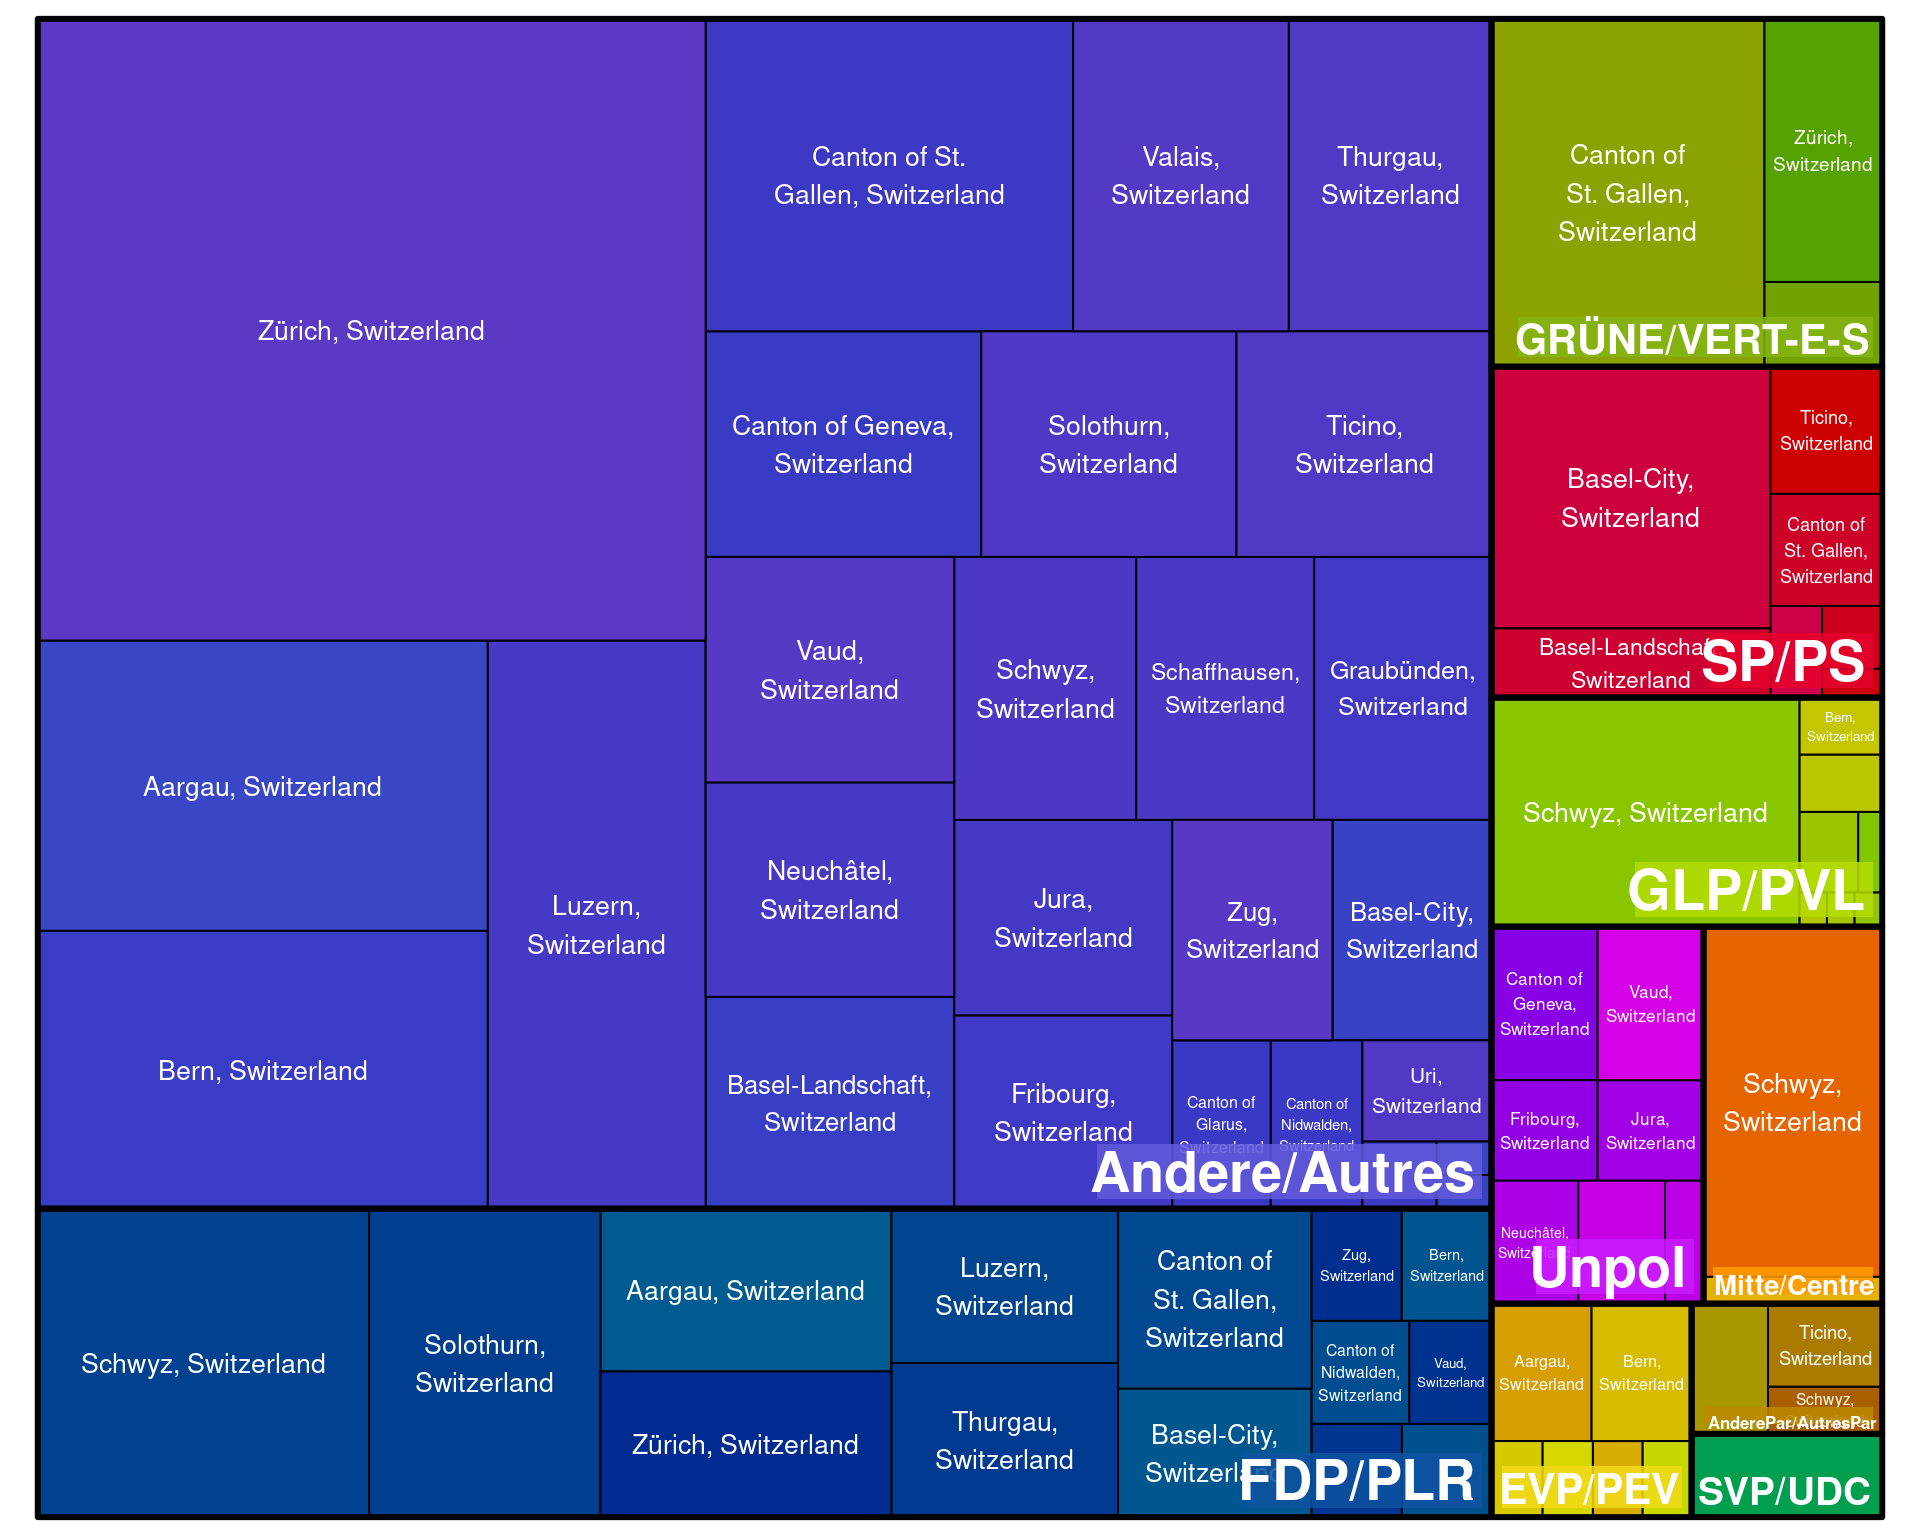 Zürich, Switzerland
Canton of St.
Gallen, Switzerland
Valais,
Switzerland
Thurgau,
Switzerland
Canton of Geneva,
Switzerland
Solothurn,
Switzerland
Ticino,
Switzerland
Aargau, Switzerland
Bern, Switzerland
Luzern,
Switzerland
Vaud,
Switzerland
Schwyz,
Switzerland
Schaffhausen,
Switzerland
Graubünden,
Switzerland
Neuchâtel,
Switzerland
Jura,
Switzerland
Zug,
Switzerland
Basel-City,
Switzerland
Basel-Landschaft,
Switzerland
Fribourg,
Switzerland
Canton of
Glarus,
Switzerland
Canton of
Nidwalden,
Switzerland
Uri,
Switzerland
Andere/Autres
Schwyz, Switzerland
Solothurn,
Switzerland
Aargau, Switzerland
Zürich, Switzerland
Luzern,
Switzerland
Thurgau,
Switzerland
Canton of
St. Gallen,
Switzerland
Basel-City,
Switzerland
Zug,
Switzerland
Bern,
Switzerland
Canton of
Nidwalden,
Switzerland
Vaud,
Switzerland
FDP/PLR
Canton of
St. Gallen,
Switzerland
Zürich,
Switzerland
GRÜNE/VERT-E-S
Basel-City,
Switzerland
Ticino,
Switzerland
Canton of
St. Gallen,
Switzerland
Basel-Landschaft,
Switzerland
SP/PS
Schwyz, Switzerland
Bern,
Switzerland
GLP/PVL
Canton of
Geneva,
Switzerland
Vaud,
Switzerland
Fribourg,
Switzerland
Jura,
Switzerland
Neuchâtel,
Switzerland
Unpol
Schwyz,
Switzerland
Mitte/Centre
Aargau,
Switzerland
Bern,
Switzerland
EVP/PEV
Ticino,
Switzerland
Schwyz,
AnderePar/AutresPar
SVP/UDC